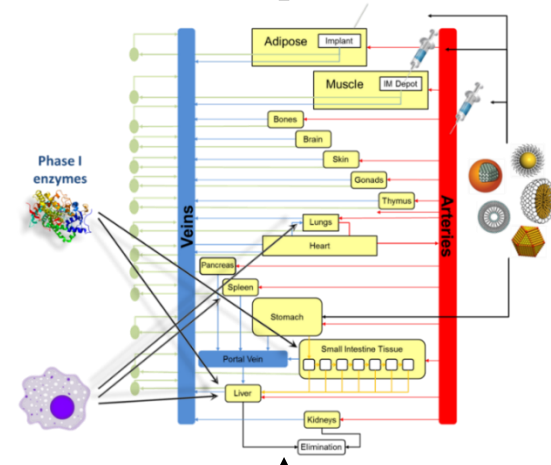 Adipose
Implant
Muscle
IM Depot
Bones
Brain
Skin
Gonads
Thymus
Phase I
enzymes
Veins
Arteries
Lungs
Heart
Pancreas
Spleen
Stomach
Small Intestine Tissue
Portal Vein
Liver
Kidneys
Elimination